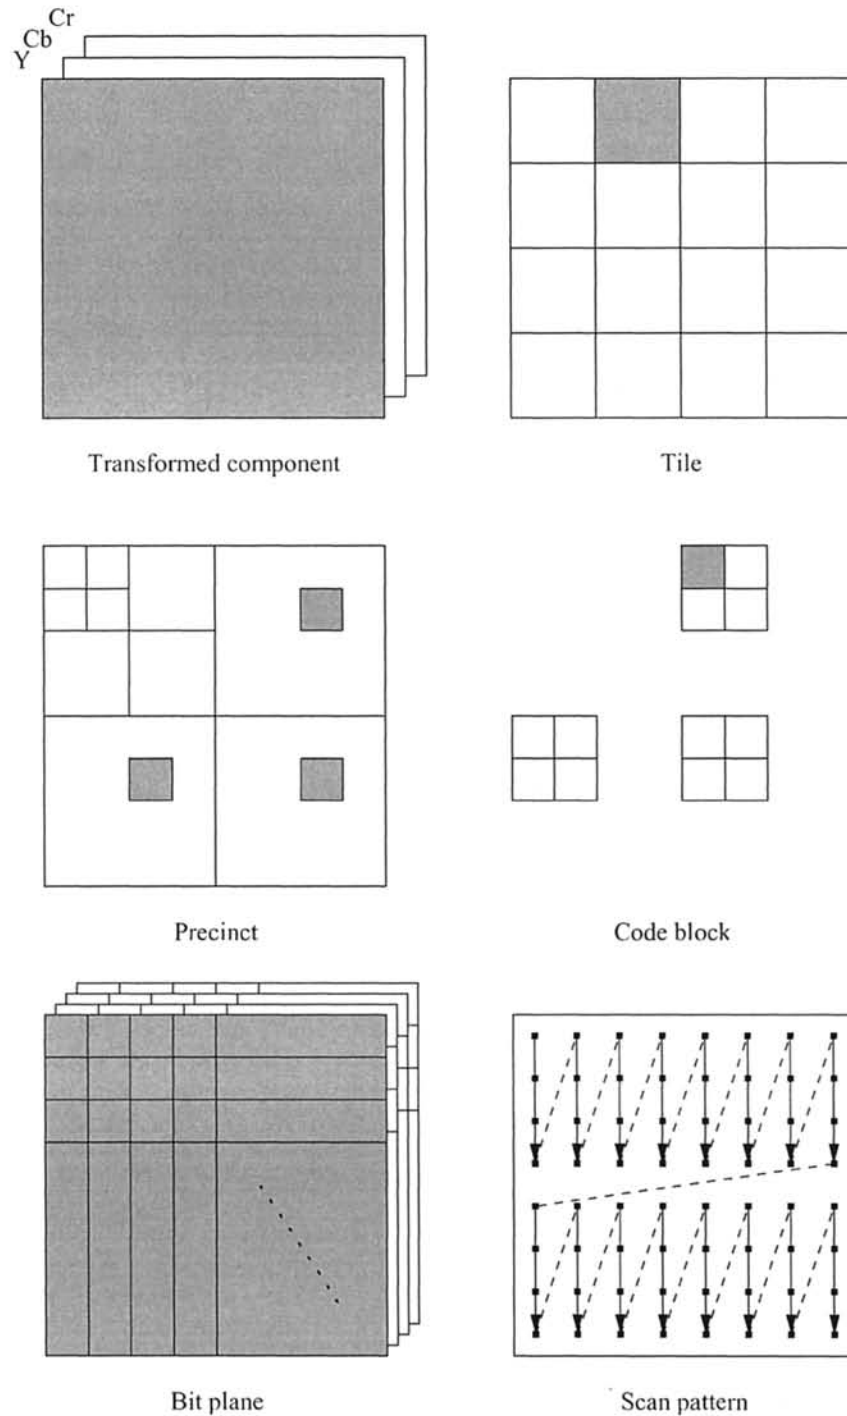 Cr
Cb
Y
Transformed component
Tile
Precinct
Code block
Bit plane
Scan pattern